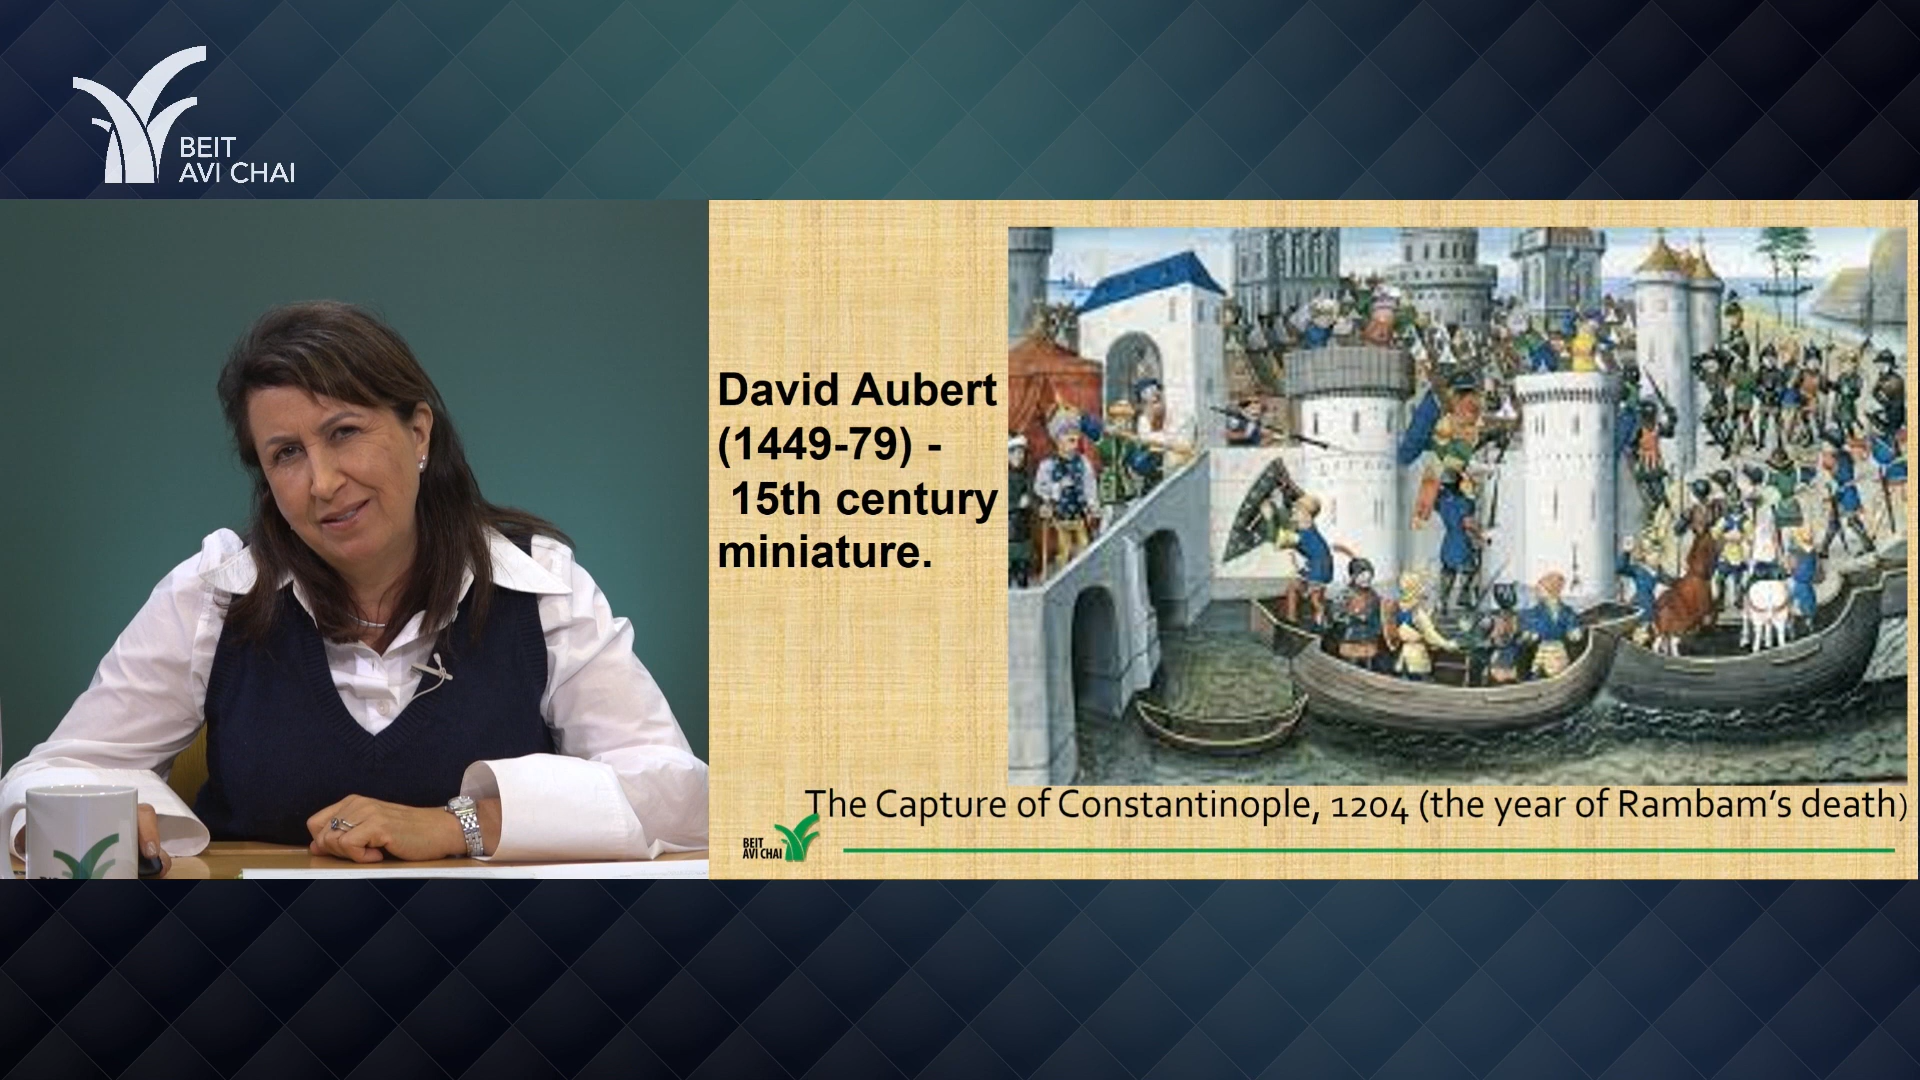 BEIT
AVI CHAI
David Aubert
(1449-79) -
15th century
miniature.
The Capture of Constantinople, 1204 (the year of Rambam's death)
BEIT
AVI CHAI